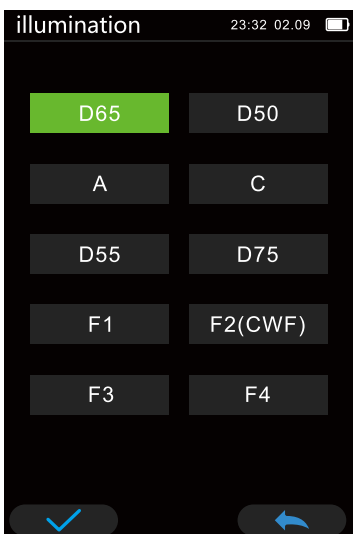 illumination 23:32 02.09
D65 D50
A C
D55 D75
F1 F2(CWF)
F3 F4